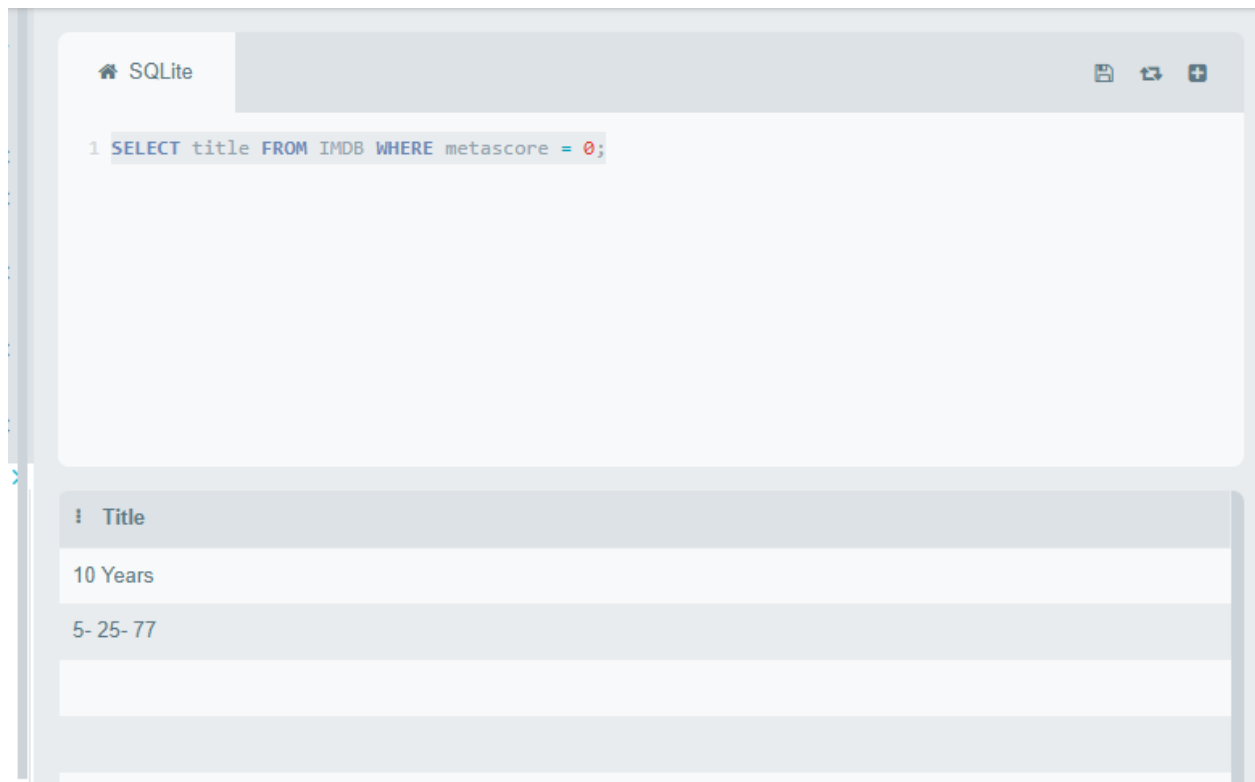 SQLite
1 SELECT title FROM IMDB WHERE metascore = 0;
Title
10 Years
5- 25- 77